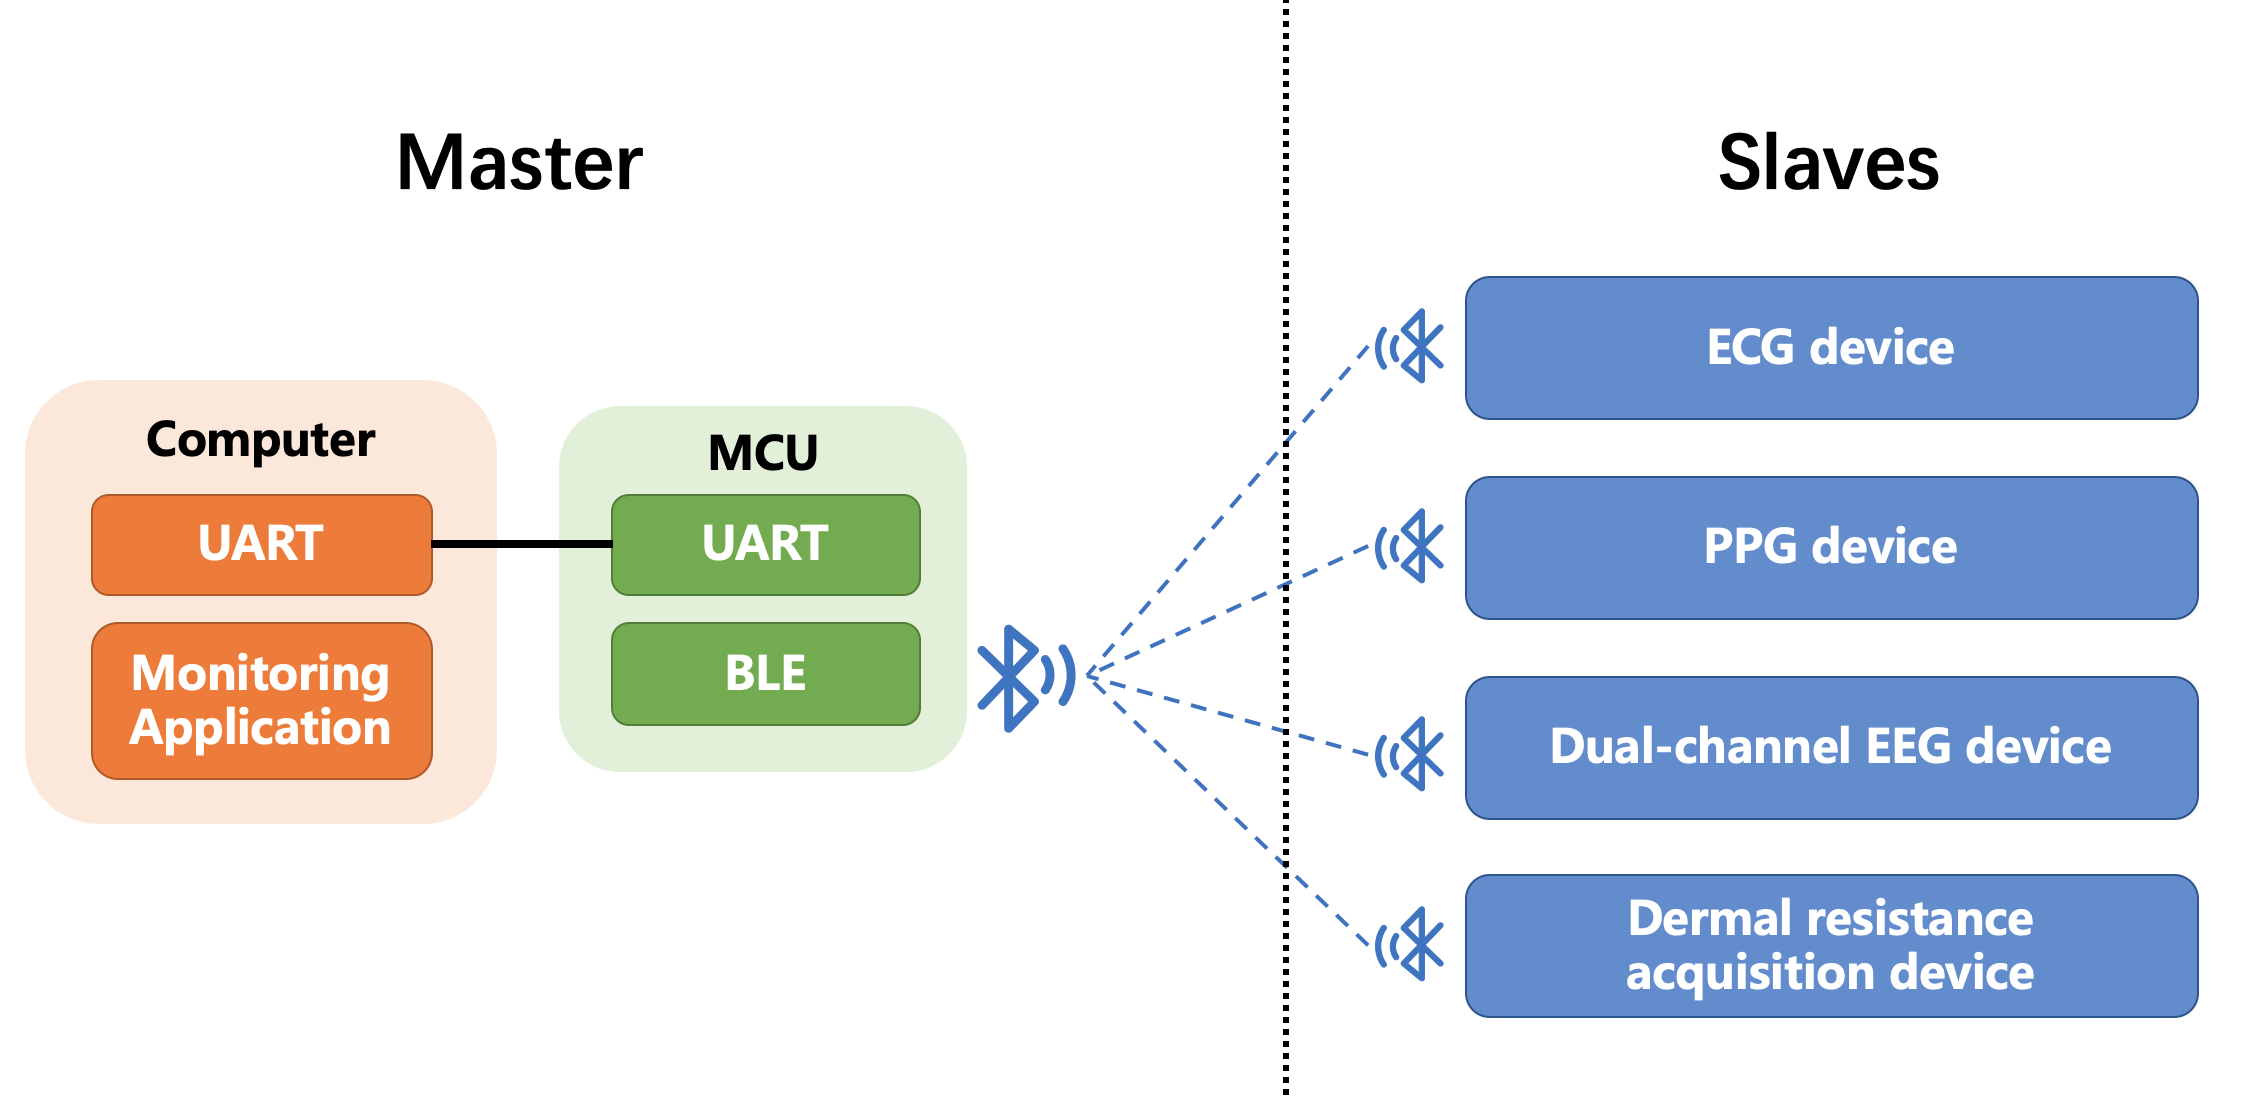 Master
Slaves
Computer
UART
Monitoring
Application
MCU
UART
BLE
ECG device
PPG device
Dual-channel EEG device
Dermal resistance
acquisition device